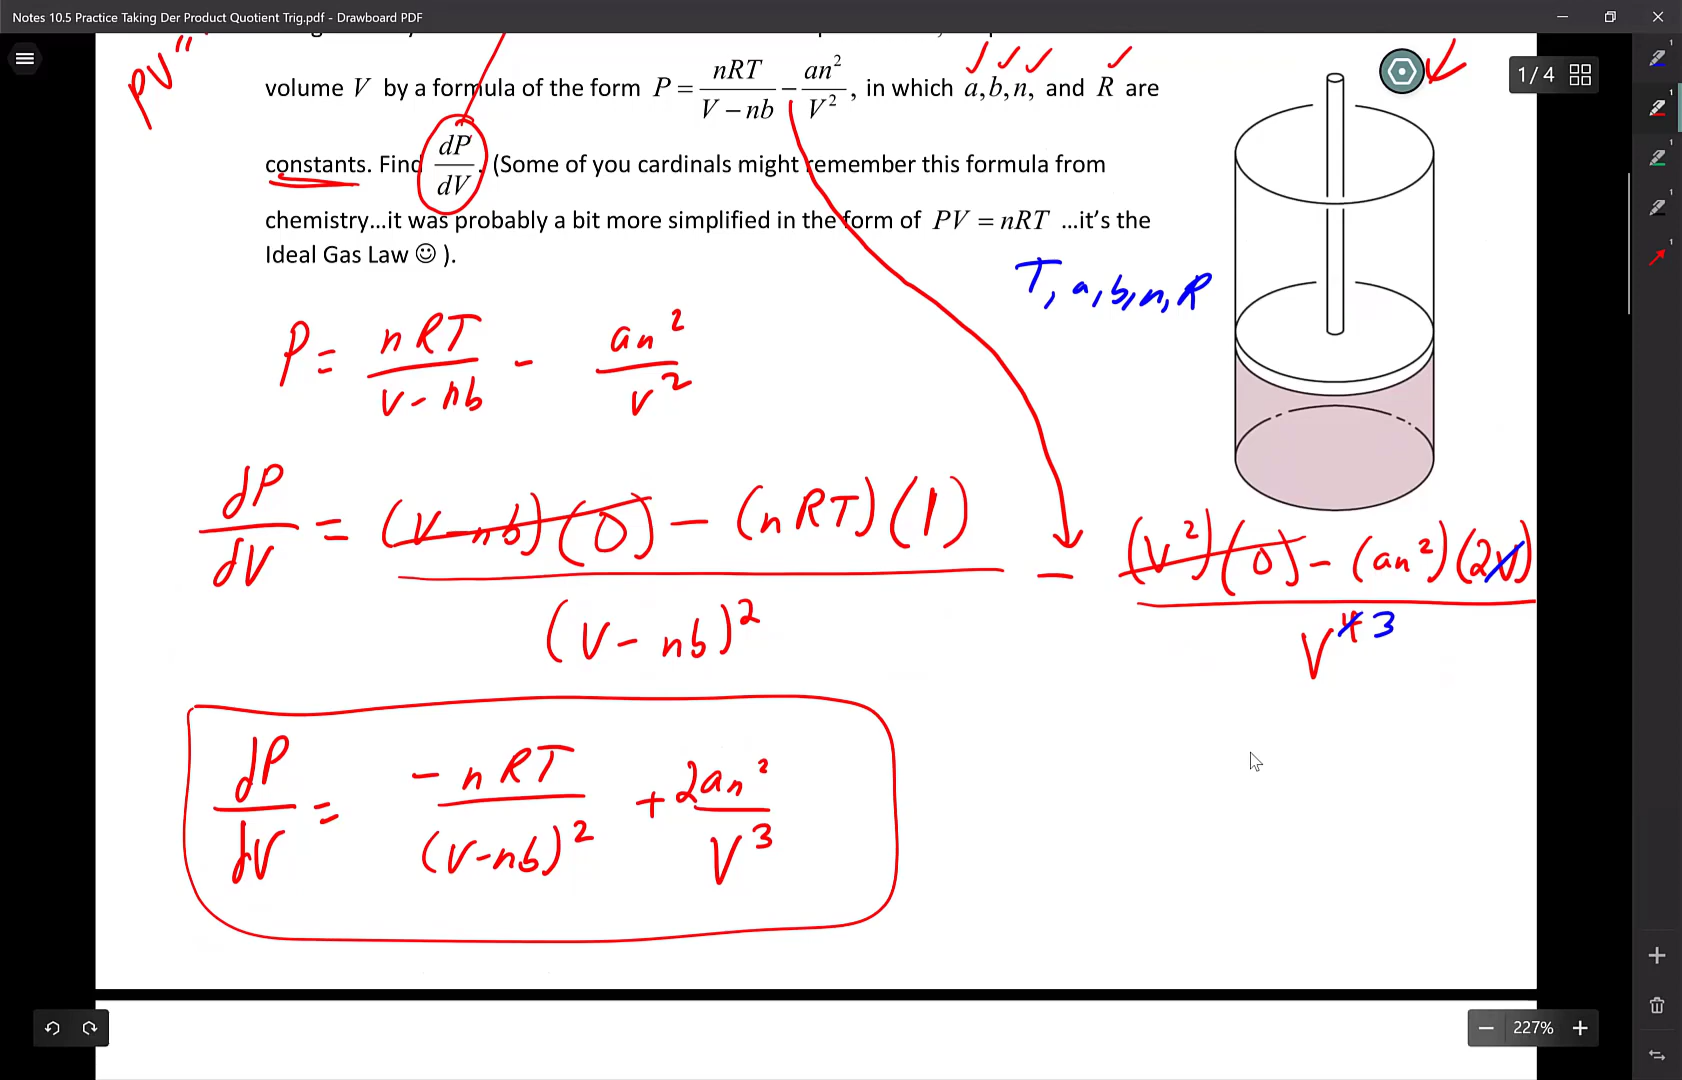 Notes 10.5 Practice Taking Der Product Quotient Trig.pdf - Drawboard PDF
PV"
1/4
volume V by a formula of the form P = nRT/(V − nb) − an²/V², in which a, b, n, and R are
constants. Find dP/dV. (Some of you cardinals might remember this formula from
chemistry…it was probably a bit more simplified in the form of PV = nRT …it's the
Ideal Gas Law ☺ ).
T, a, b, n, R
P = nRT/(V - nb) - an²/V²
dP/dV = ((V-nb)(0) - (nRT)(1))/(V - nb)² - ((V²)(0) - (an²)(2V))/V⁴ 3
dP/dV = -nRT/(V-nb)² + 2an²/V³
227%